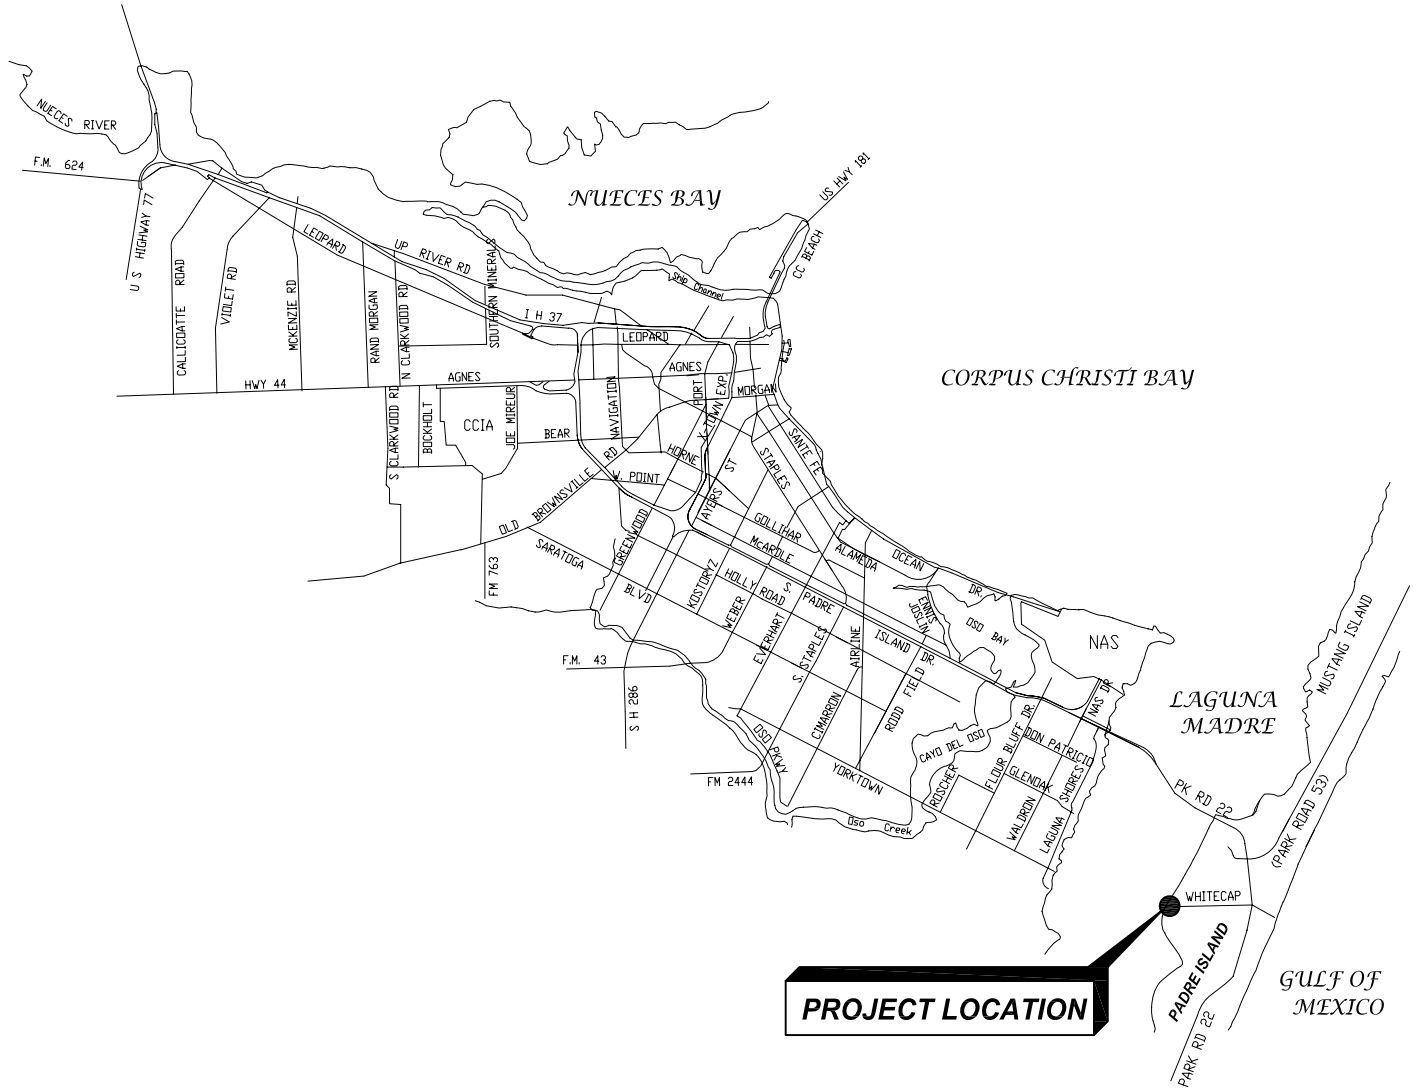 NUECES RIVER
F.M. 624
U S HIGHWAY 77
CALLICOATTE ROAD
VIOLET RD
MCKENZIE RD
LEOPARD
RAND MORGAN
N CLARKWOOD RD
UP RIVER RD
SOUTHERN MINERALS
NUECES BAY
US HWY 181
CC BEACH
Ship Channel
I H 37
LEOPARD
HWY 44
AGNES
AGNES
CORPUS CHRISTI BAY
S CLARKWOOD RD
BOCKHOLT
CCIA
JOE MIREUR
BEAR
NAVIGATION
PORT
X-TOWN EXP.
MORGAN
SANTE FE
HORNE
W. POINT
OLD BROWNSVILLE RD
AYERS ST
STAPLES
GOLLIHAR
McARDLE
ALAMEDA
OCEAN DR.
SARATOGA BLVD
GREENWOOD
FM 763
KOSTORYZ
WEBER
HOLLY ROAD
S. PADRE ISLAND DR.
EVERHART
S. STAPLES
AIRLINE
ENNIS
JOSLIN
OSO BAY
NAS
F.M. 43
S H 286
CIMARRON
RODD FIELD
OSO PKWY
FM 2444
YORKTOWN
CAYO DEL OSO
Oso Creek
ROSCHER
FLOUR BLUFF DR.
DON PATRICIO
GLENOAK
WALDRON
LAGUNA SHORES
NAS DR
LAGUNA
MADRE
MUSTANG ISLAND
PK RD 22
(PARK ROAD 53)
WHITECAP
PADRE ISLAND
PARK RD 22
GULF OF
MEXICO
PROJECT LOCATION